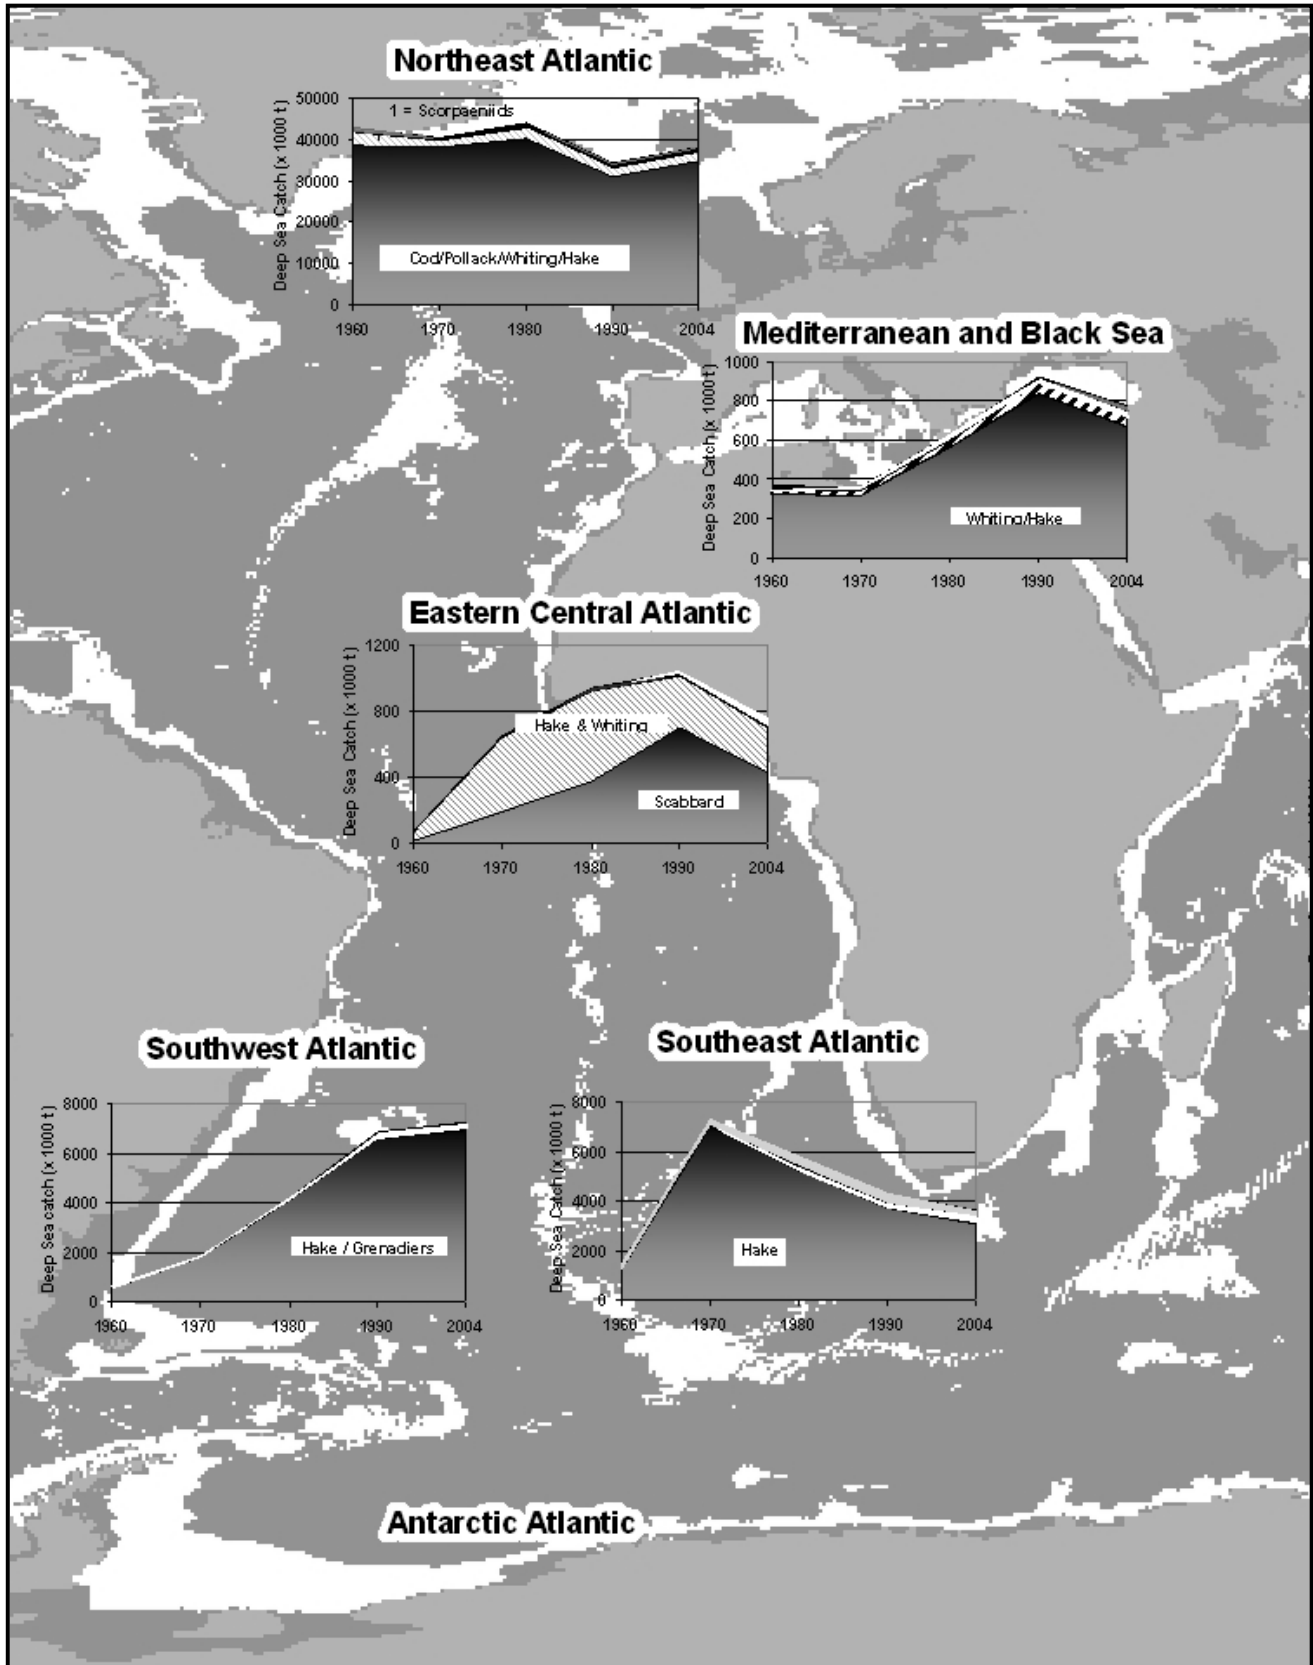 Northeast Atlantic
Deep Sea Catch (x 1000 t)
50000
40000
30000
20000
10000
0
1 = Scorpaeniids
1
Cod/Pollack/Whiting/Hake
1960 1970 1980 1990 2004
Mediterranean and Black Sea
Deep Sea Catch (x 1000t)
1000
800
600
400
200
0
Whiting/Hake
1960 1970 1980 1990 2004
Eastern Central Atlantic
Deep Sea Catch (x 1000 t)
1200
800
400
0
Hake & Whiting
Scabbard
1960 1970 1980 1990 2004
Southwest Atlantic
Deep Sea catch (x 1000 t)
8000
6000
4000
2000
0
Hake / Grenadiers
1960 1970 1980 1990 2004
Southeast Atlantic
Deep Sea Catch (x 1000 t)
8000
6000
4000
2000
0
Hake
1960 1970 1980 1990 2004
Antarctic Atlantic